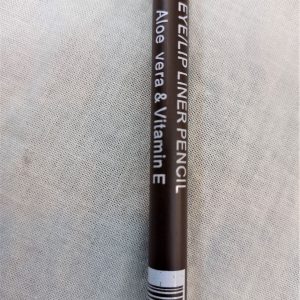 EYE/LIP LINER PENCIL
Aloe vera & Vitamin E